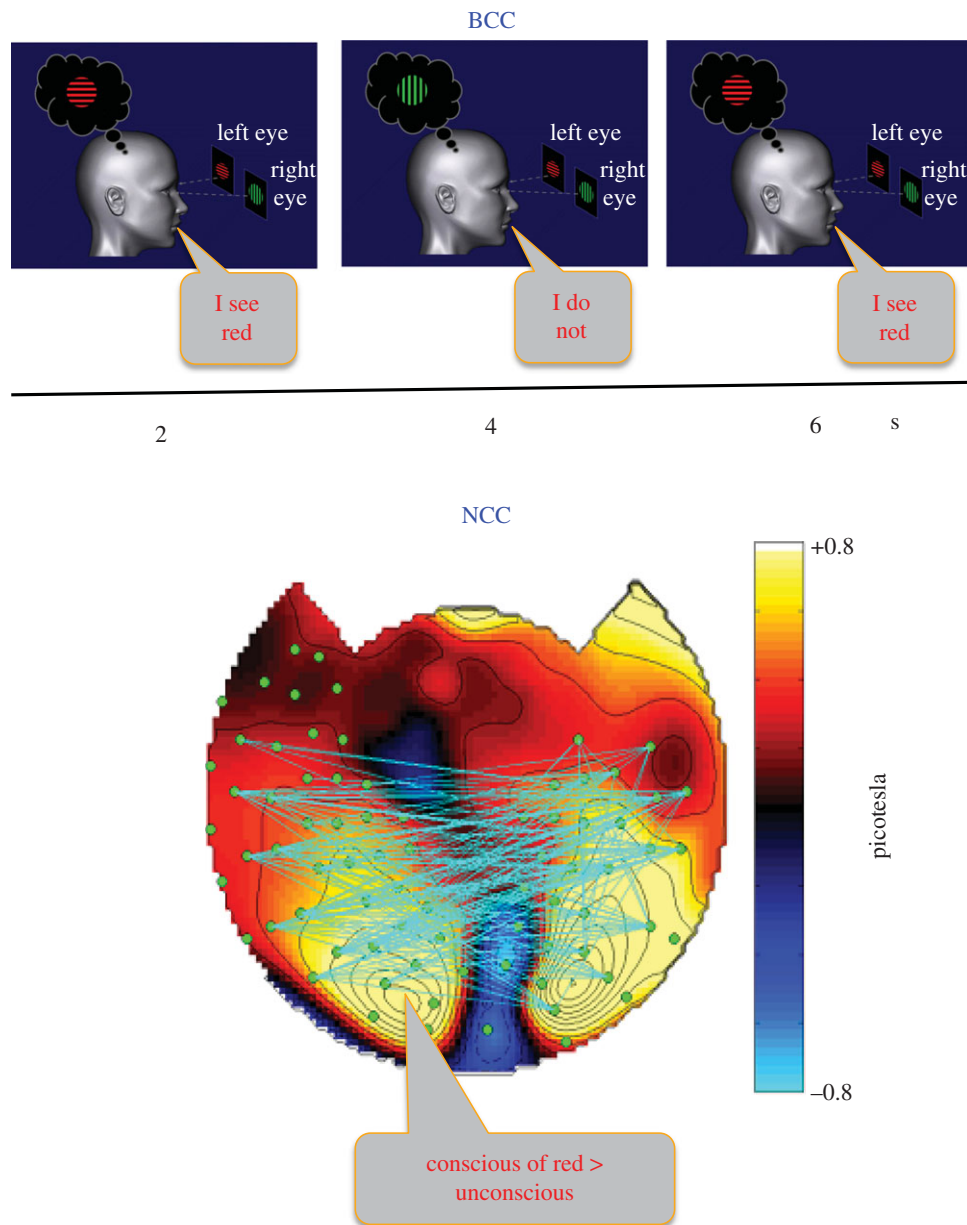 BCC
left eye
right
eye
I see
red
left eye
right
eye
I do
not
left eye
right
eye
I see
red
2 4 6 s
NCC
+0.8
picotesla
–0.8
conscious of red >
unconscious